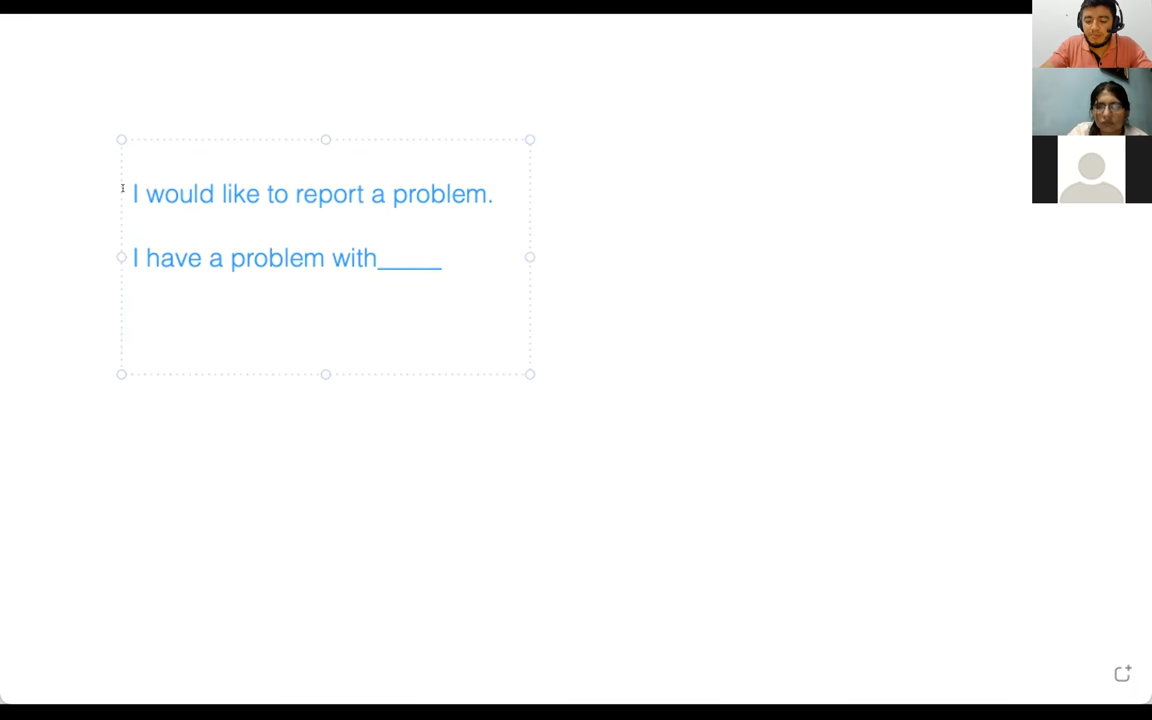 I would like to report a problem.
I have a problem with_____